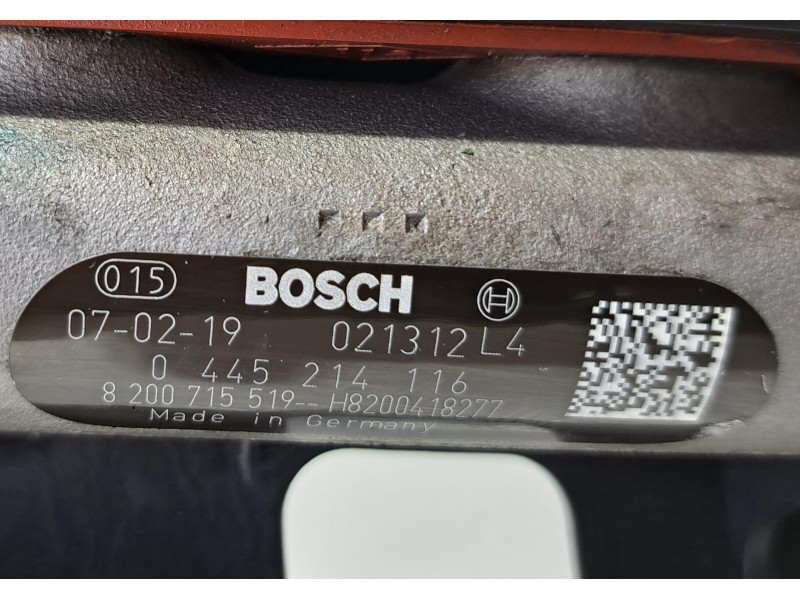 015 BOSCH
07-02-19 021312 L4
0 445 214 116
8 200 715 519-- H8200418277
Made in Germany